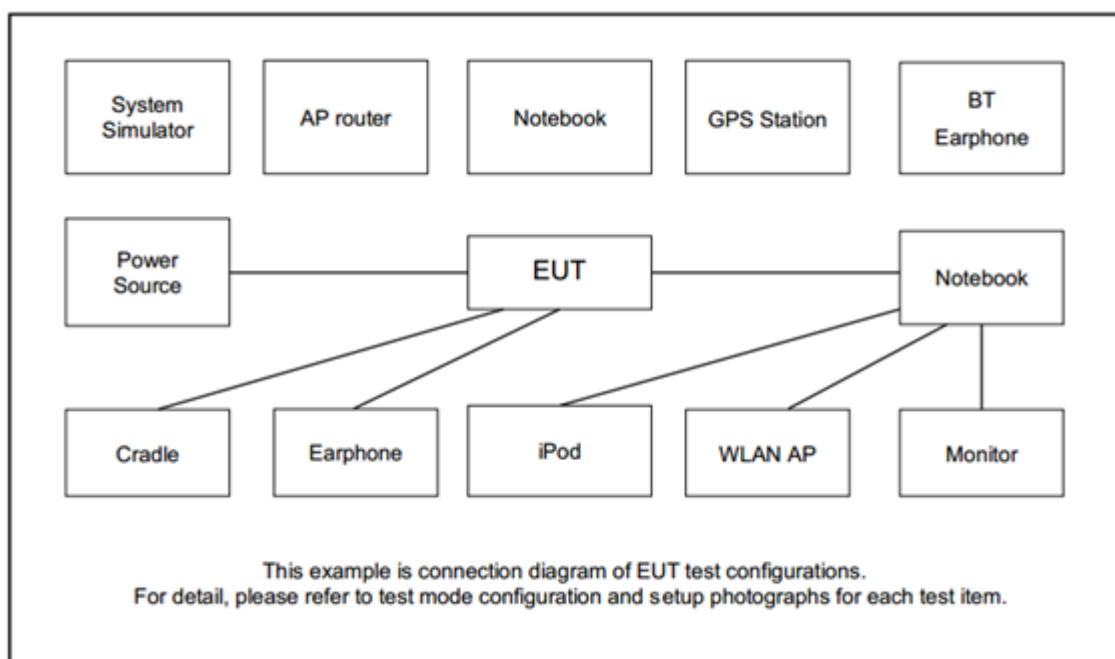 System
Simulator
AP router
Notebook
GPS Station
BT
Earphone
Power
Source
EUT
Notebook
Cradle
Earphone
iPod
WLAN AP
Monitor
This example is connection diagram of EUT test configurations.
For detail, please refer to test mode configuration and setup photographs for each test item.